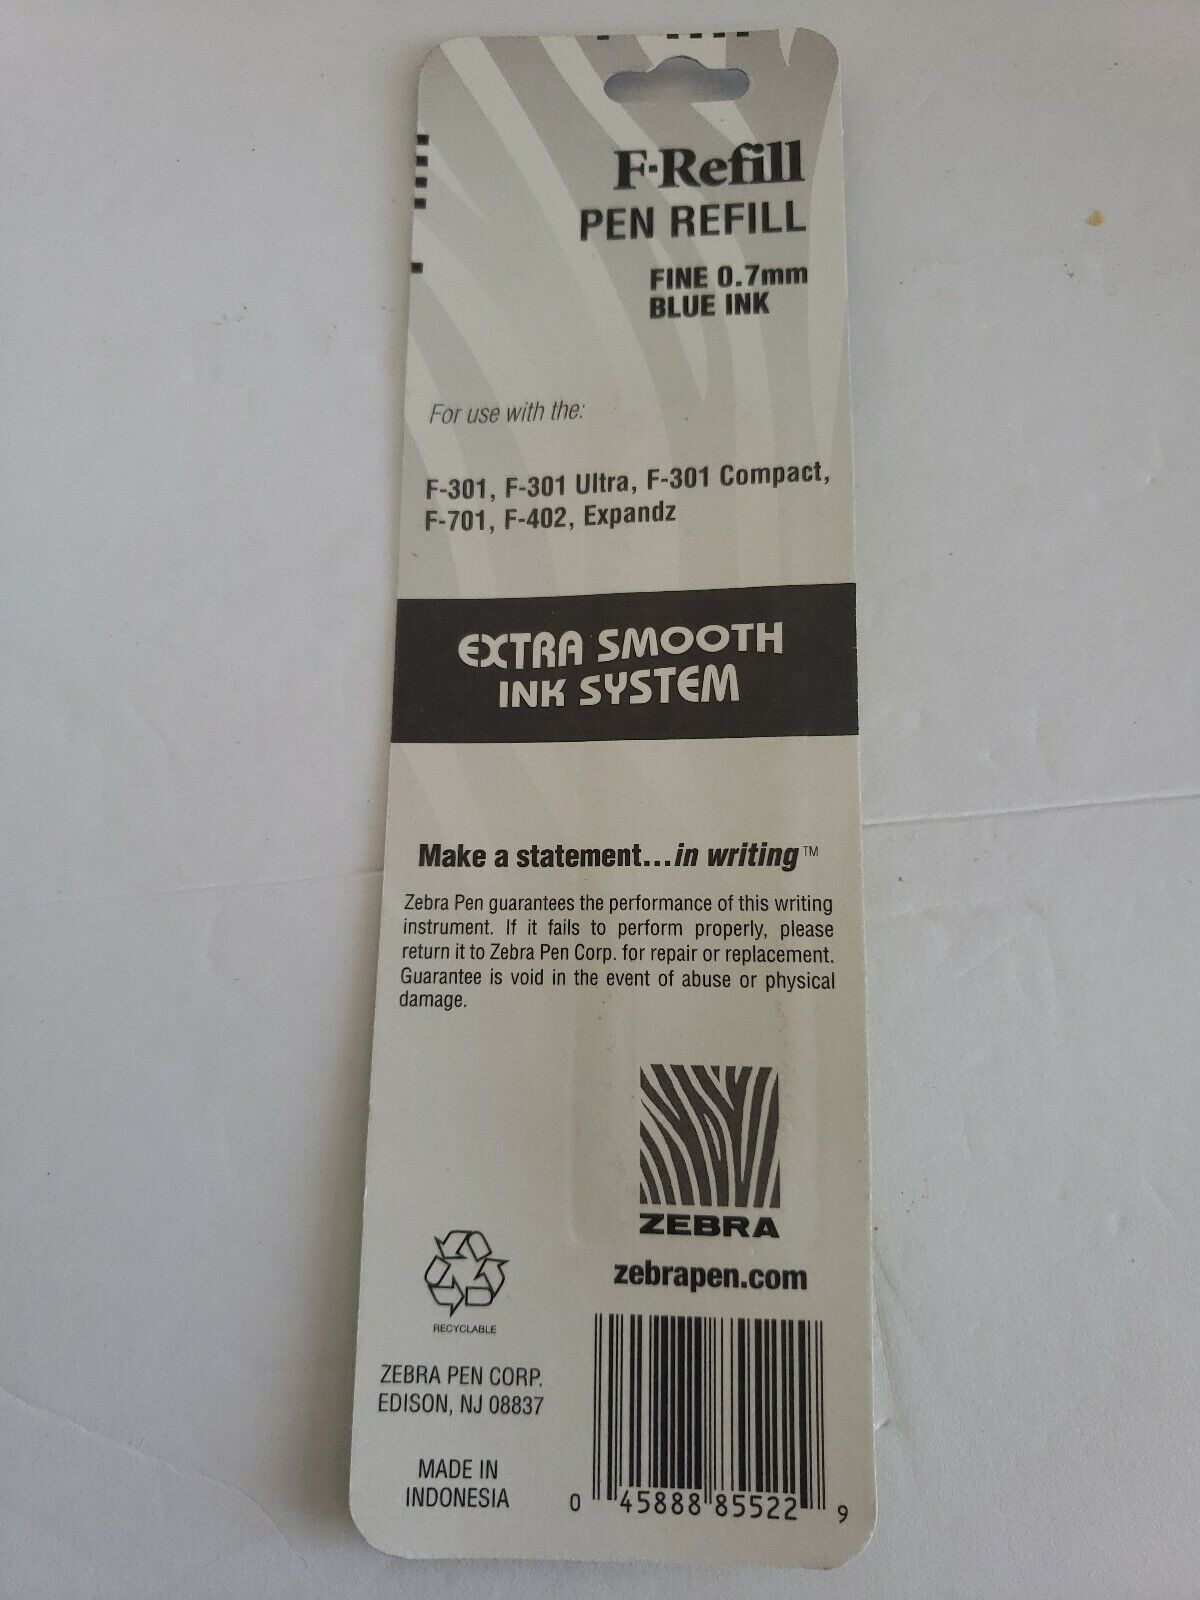 F-Refill
PEN REFILL
FINE 0.7mm
BLUE INK
For use with the:
F-301, F-301 Ultra, F-301 Compact,
F-701, F-402, Expandz
EXTRA SMOOTH
INK SYSTEM
Make a statement...in writing™
Zebra Pen guarantees the performance of this writing
instrument. If it fails to perform properly, please
return it to Zebra Pen Corp. for repair or replacement.
Guarantee is void in the event of abuse or physical
damage.
ZEBRA
zebrapen.com
RECYCLABLE
ZEBRA PEN CORP.
EDISON, NJ 08837
MADE IN
INDONESIA
0 45888 85522 9